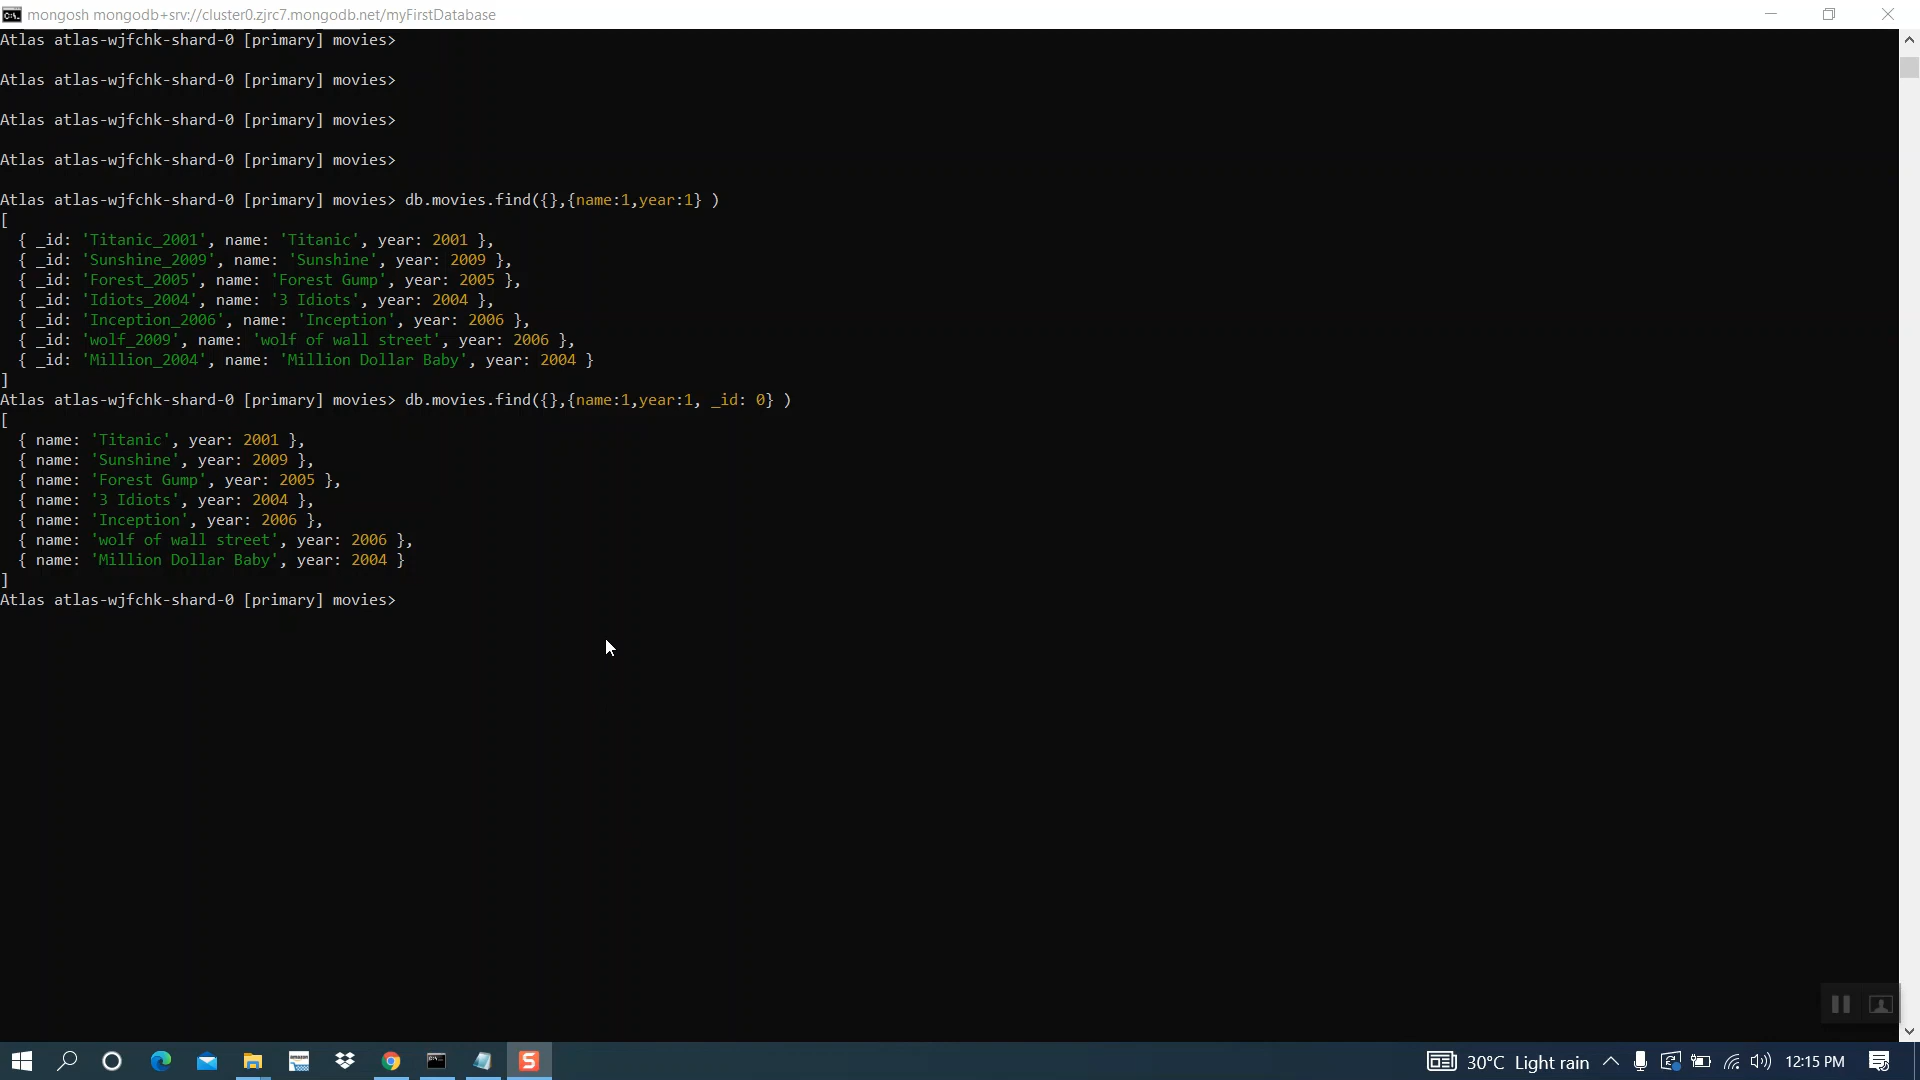 mongosh mongodb+srv://cluster0.zjrc7.mongodb.net/myFirstDatabase
Atlas atlas-wjfchk-shard-0 [primary] movies>
Atlas atlas-wjfchk-shard-0 [primary] movies>
Atlas atlas-wjfchk-shard-0 [primary] movies>
Atlas atlas-wjfchk-shard-0 [primary] movies>
Atlas atlas-wjfchk-shard-0 [primary] movies> db.movies.find({},{name:1,year:1} )
[
  { _id: 'Titanic_2001', name: 'Titanic', year: 2001 },
  { _id: 'Sunshine_2009', name: 'Sunshine', year: 2009 },
  { _id: 'Forest_2005', name: 'Forest Gump', year: 2005 },
  { _id: 'Idiots_2004', name: '3 Idiots', year: 2004 },
  { _id: 'Inception_2006', name: 'Inception', year: 2006 },
  { _id: 'wolf_2009', name: 'wolf of wall street', year: 2006 },
  { _id: 'Million_2004', name: 'Million Dollar Baby', year: 2004 }
]
Atlas atlas-wjfchk-shard-0 [primary] movies> db.movies.find({},{name:1,year:1, _id: 0} )
[
  { name: 'Titanic', year: 2001 },
  { name: 'Sunshine', year: 2009 },
  { name: 'Forest Gump', year: 2005 },
  { name: '3 Idiots', year: 2004 },
  { name: 'Inception', year: 2006 },
  { name: 'wolf of wall street', year: 2006 },
  { name: 'Million Dollar Baby', year: 2004 }
]
Atlas atlas-wjfchk-shard-0 [primary] movies>
30°C Light rain 12:15 PM